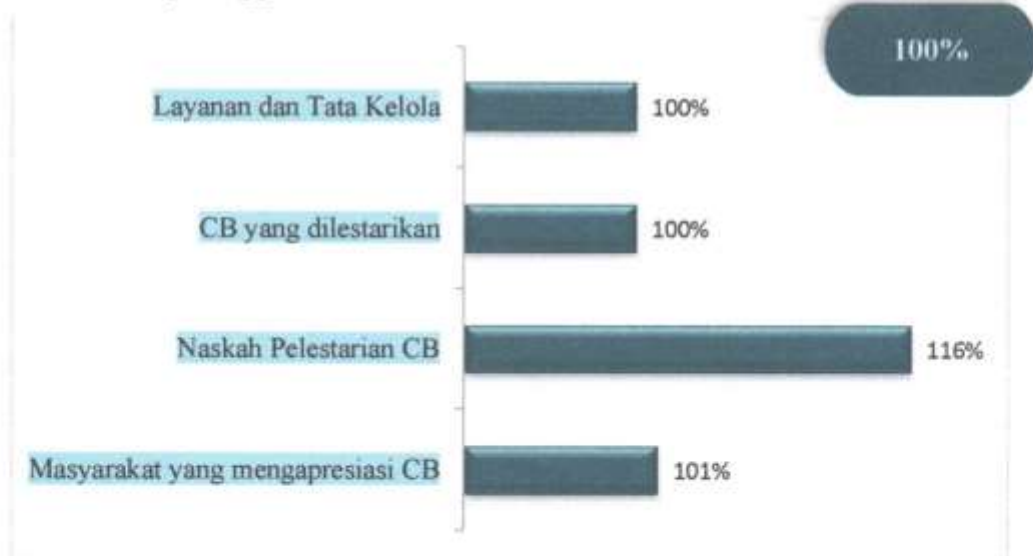 100%
Layanan dan Tata Kelola 100%
CB yang dilestarikan 100%
Naskah Pelestarian CB 116%
Masyarakat yang mengapresiasi CB 101%